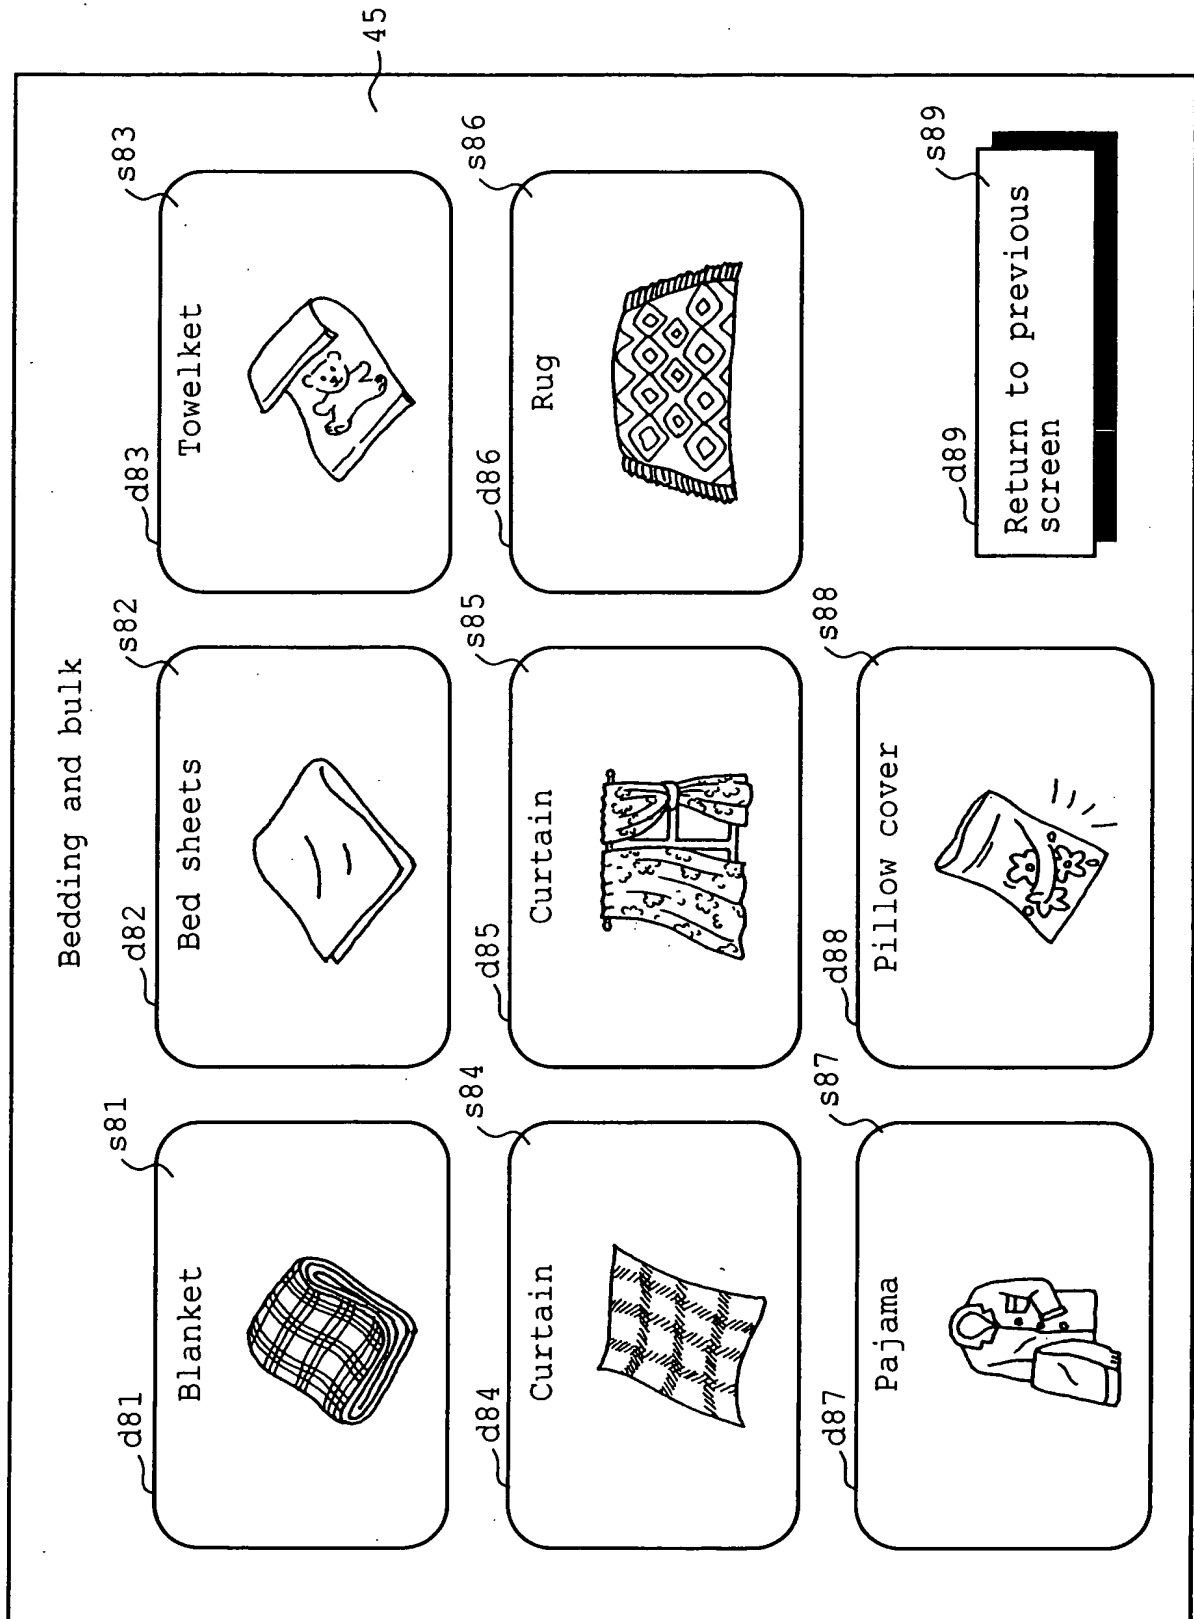 45
Bedding and bulk
d81
s81
Blanket
d82
s82
Bed sheets
d83
s83
Towelket
d84
s84
Curtain
d85
s85
Curtain
d86
s86
Rug
d87
s87
Pajama
d88
s88
Pillow cover
d89
s89
Return to previous
screen